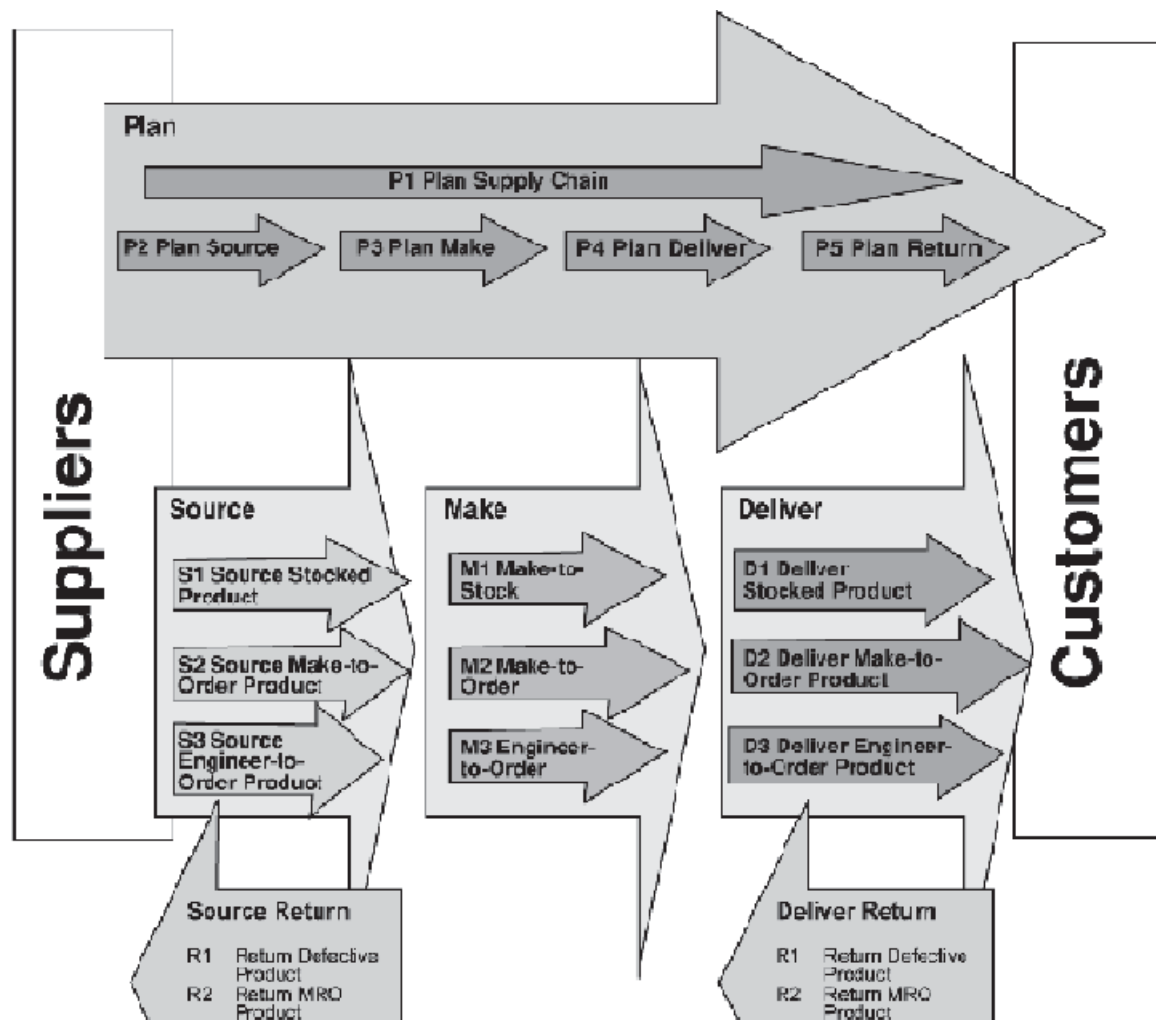 Plan
P1 Plan Supply Chain
P2 Plan Source
P3 Plan Make
P4 Plan Deliver
P5 Plan Return
Suppliers
Customers
Source
S1 Source Stocked
Product
S2 Source Make-to-
Order Product
S3 Source
Engineer-to-
Order Product
Make
M1 Make-to-
Stock
M2 Make-to-
Order
M3 Engineer-
to-Order
Deliver
D1 Deliver
Stocked Product
D2 Deliver Make-to-
Order Product
D3 Deliver Engineer-
to-Order Product
Source Return
R1 Return Defective
Product
R2 Return MRO
Product
Deliver Return
R1 Return Defective
Product
R2 Return MRO
Product